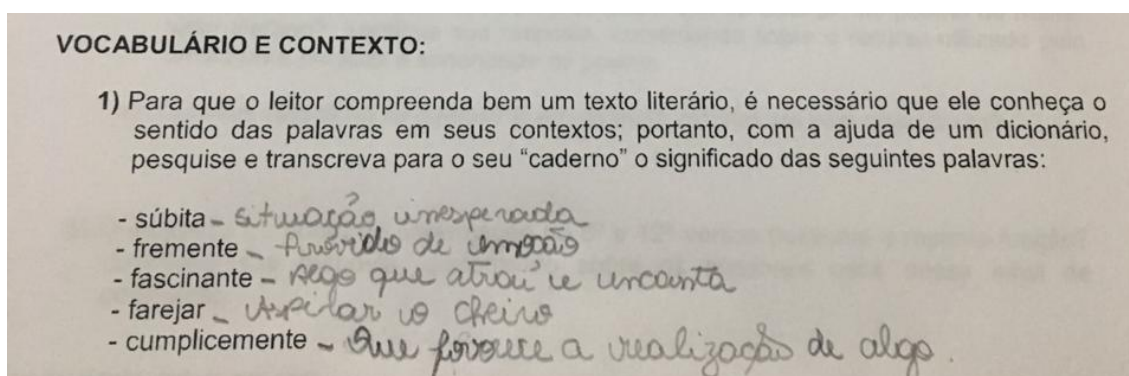 VOCABULÁRIO E CONTEXTO:
1) Para que o leitor compreenda bem um texto literário, é necessário que ele conheça o
sentido das palavras em seus contextos; portanto, com a ajuda de um dicionário,
pesquise e transcreva para o seu “caderno” o significado das seguintes palavras:
- súbita - situação inesperada
- fremente - de emoção
- fascinante - Algo que atrai e encanta
- farejar - Aspirar o cheiro
- cumplicemente - Que favorece a realização de algo.